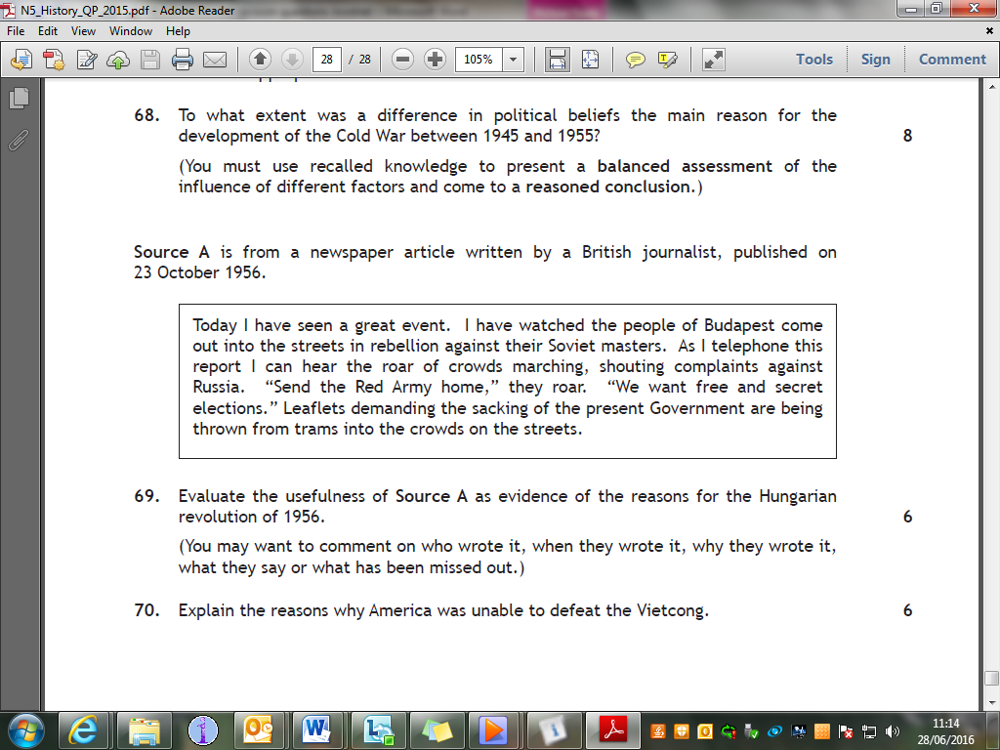 N5_History_QP_2015.pdf - Adobe Reader
File Edit View Window Help
28 / 28 105% Tools Sign Comment
68. To what extent was a difference in political beliefs the main reason for the
development of the Cold War between 1945 and 1955? 8
(You must use recalled knowledge to present a balanced assessment of the
influence of different factors and come to a reasoned conclusion.)
Source A is from a newspaper article written by a British journalist, published on
23 October 1956.
Today I have seen a great event. I have watched the people of Budapest come
out into the streets in rebellion against their Soviet masters. As I telephone this
report I can hear the roar of crowds marching, shouting complaints against
Russia. “Send the Red Army home,” they roar. “We want free and secret
elections.” Leaflets demanding the sacking of the present Government are being
thrown from trams into the crowds on the streets.
69. Evaluate the usefulness of Source A as evidence of the reasons for the Hungarian
revolution of 1956. 6
(You may want to comment on who wrote it, when they wrote it, why they wrote it,
what they say or what has been missed out.)
70. Explain the reasons why America was unable to defeat the Vietcong. 6
11:14
28/06/2016